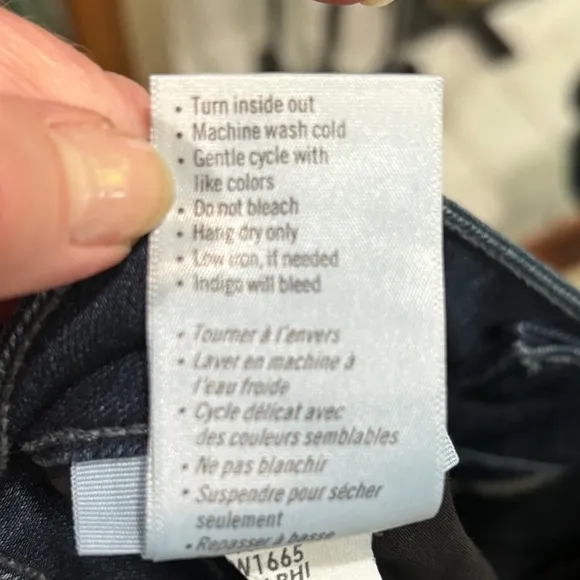 • Turn inside out
• Machine wash cold
• Gentle cycle with
like colors
• Do not bleach
• Hang dry only
• Low iron, if needed
• Indigo will bleed
• Tourner à l'envers
• Laver en machine à
l'eau froide
• Cycle délicat avec
des couleurs semblables
• Ne pas blanchir
• Suspendre pour sécher
seulement
• Repasser à basse
W1665